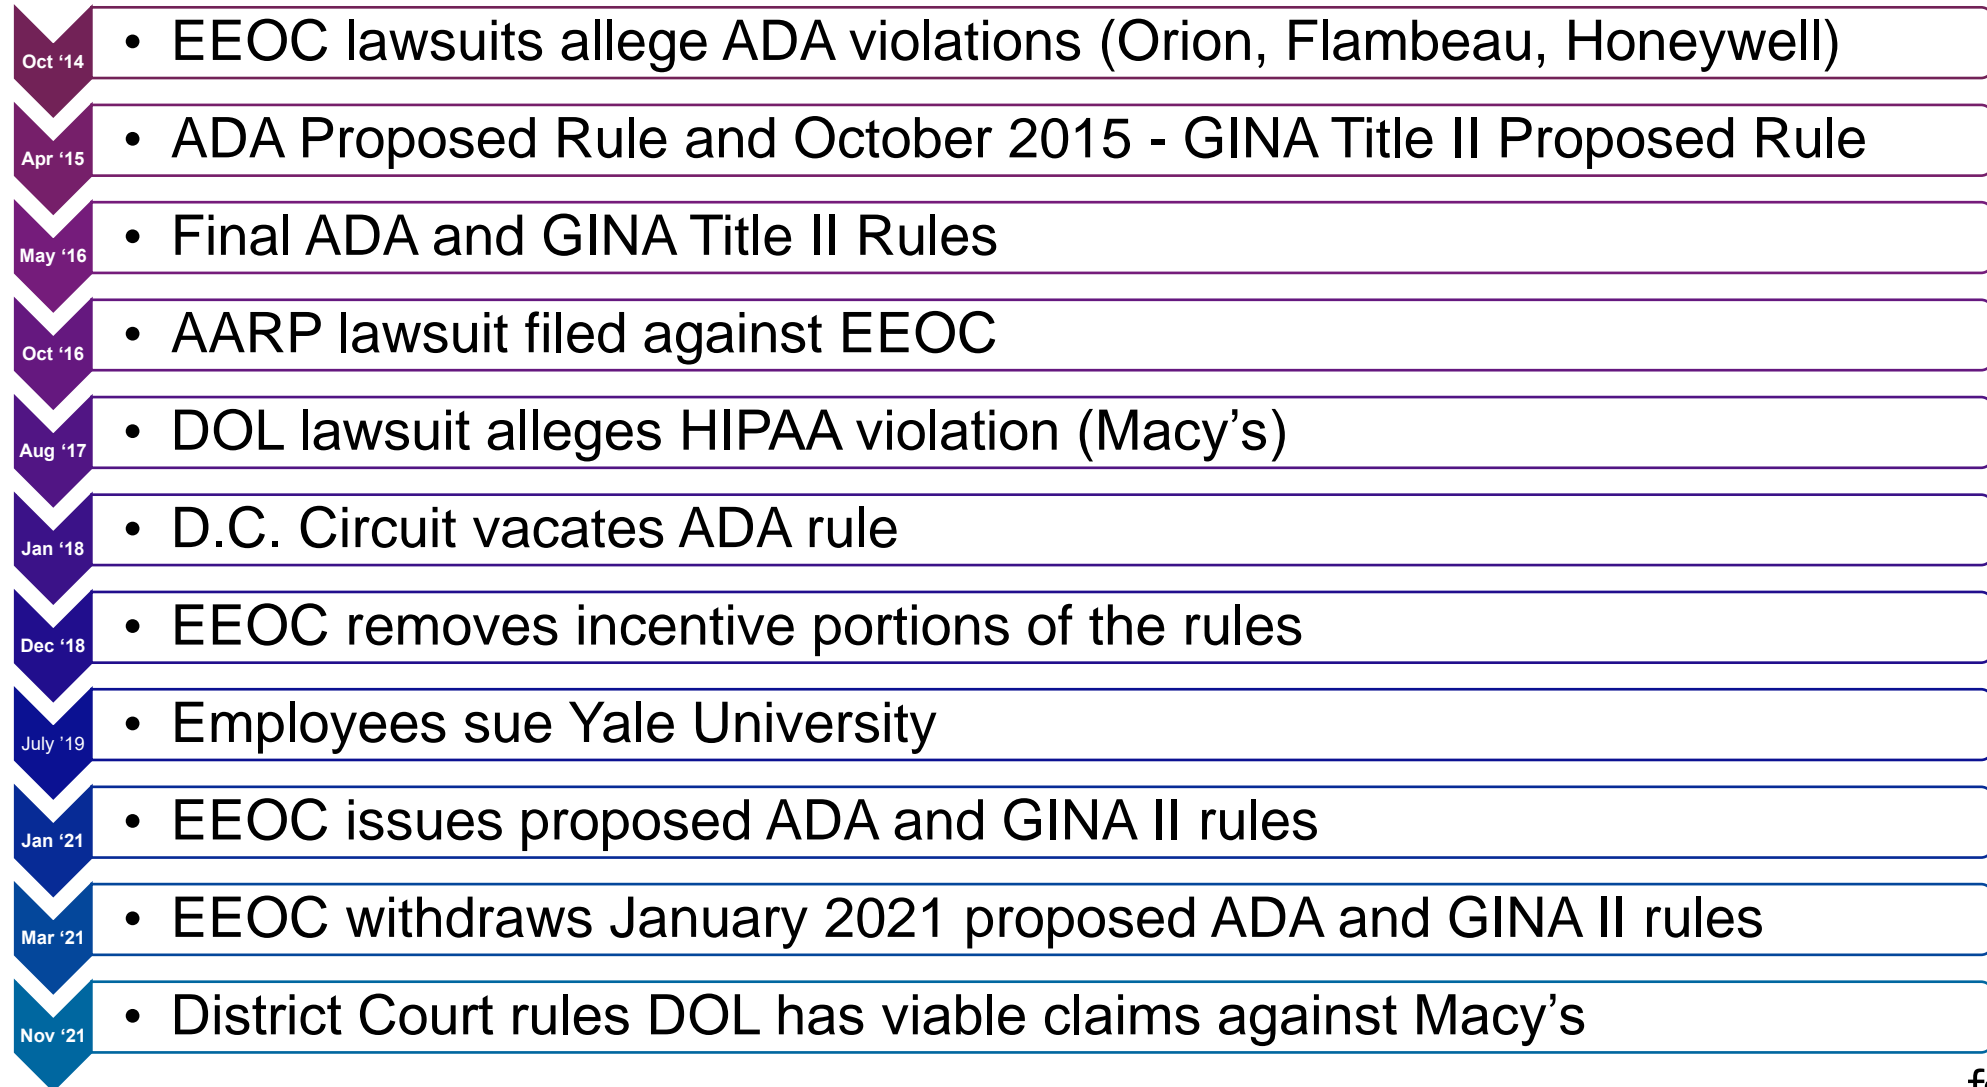 Oct ‘14
• EEOC lawsuits allege ADA violations (Orion, Flambeau, Honeywell)
Apr ‘15
• ADA Proposed Rule and October 2015 - GINA Title II Proposed Rule
May ‘16
• Final ADA and GINA Title II Rules
Oct ‘16
• AARP lawsuit filed against EEOC
Aug ‘17
• DOL lawsuit alleges HIPAA violation (Macy’s)
Jan ‘18
• D.C. Circuit vacates ADA rule
Dec ‘18
• EEOC removes incentive portions of the rules
July ’19
• Employees sue Yale University
Jan ‘21
• EEOC issues proposed ADA and GINA II rules
Mar ‘21
• EEOC withdraws January 2021 proposed ADA and GINA II rules
Nov ‘21
• District Court rules DOL has viable claims against Macy’s